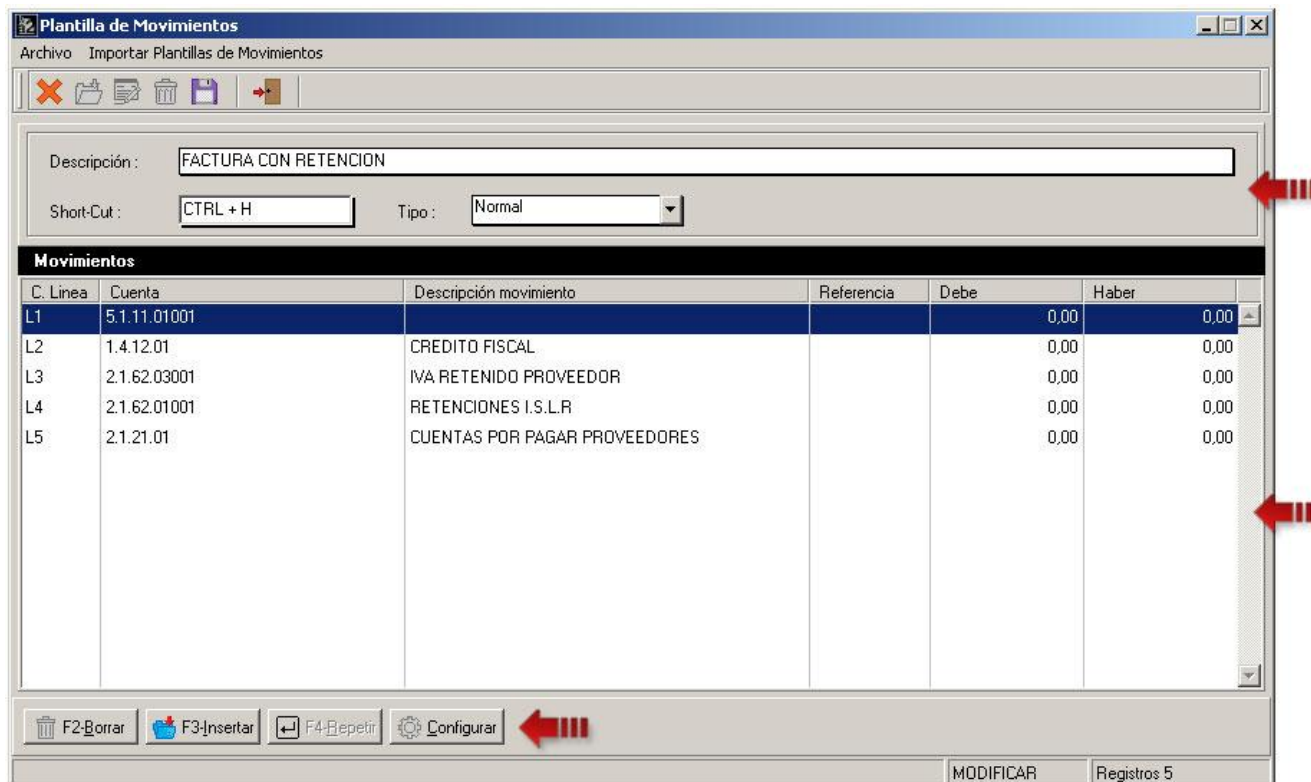 Plantilla de Movimientos
Archivo Importar Plantillas de Movimientos
Descripción : FACTURA CON RETENCION
Short-Cut : CTRL + H Tipo : Normal
Movimientos
C. Linea Cuenta Descripción movimiento Referencia Debe Haber
L1 5.1.11.01001 0,00 0,00
L2 1.4.12.01 CREDITO FISCAL 0,00 0,00
L3 2.1.62.03001 IVA RETENIDO PROVEEDOR 0,00 0,00
L4 2.1.62.01001 RETENCIONES I.S.L.R 0,00 0,00
L5 2.1.21.01 CUENTAS POR PAGAR PROVEEDORES 0,00 0,00
F2-Borrar F3-Insertar F4-Repetir Configurar
MODIFICAR Registros 5